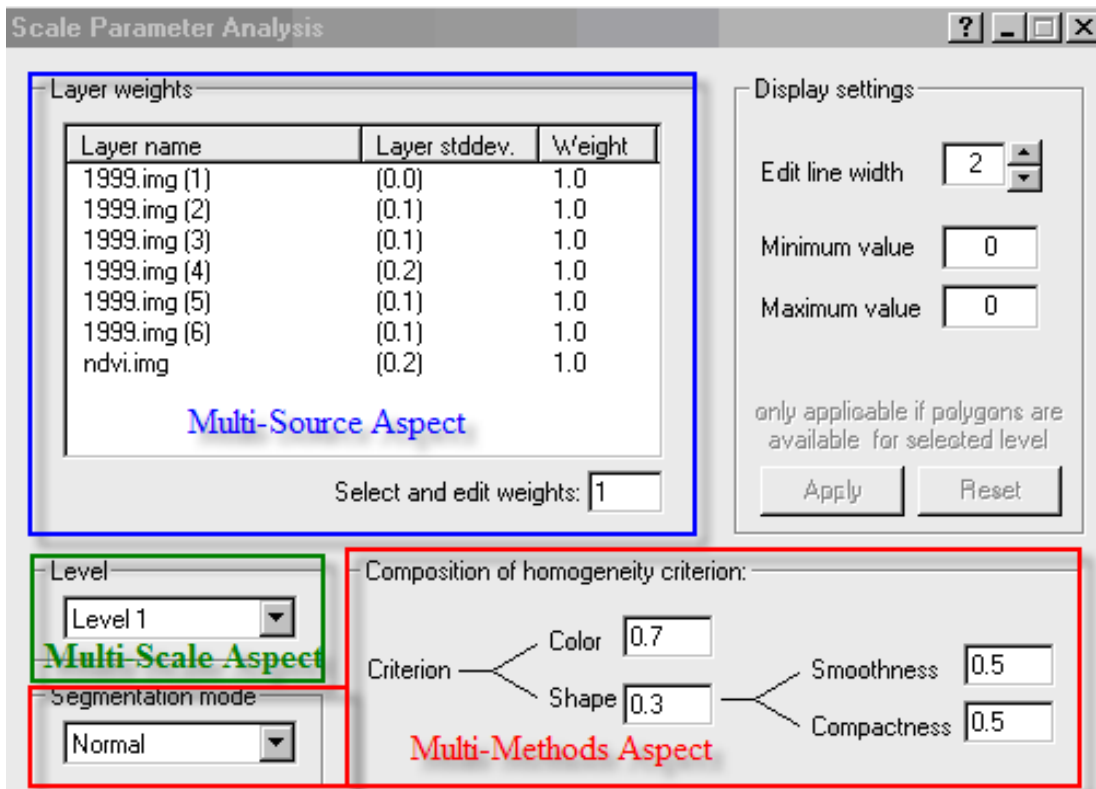 Scale Parameter Analysis
Layer weights
Layer name Layer stddev. Weight
1999.img (1) (0.0) 1.0
1999.img (2) (0.1) 1.0
1999.img (3) (0.1) 1.0
1999.img (4) (0.2) 1.0
1999.img (5) (0.1) 1.0
1999.img (6) (0.1) 1.0
ndvi.img (0.2) 1.0
Multi-Source Aspect
Select and edit weights: 1
Display settings
Edit line width 2
Minimum value 0
Maximum value 0
only applicable if polygons are
available for selected level
Apply Reset
Level
Level 1
Multi-Scale Aspect
Segmentation mode
Normal
Composition of homogeneity criterion:
Criterion
Color 0.7
Shape 0.3
Smoothness 0.5
Compactness 0.5
Multi-Methods Aspect